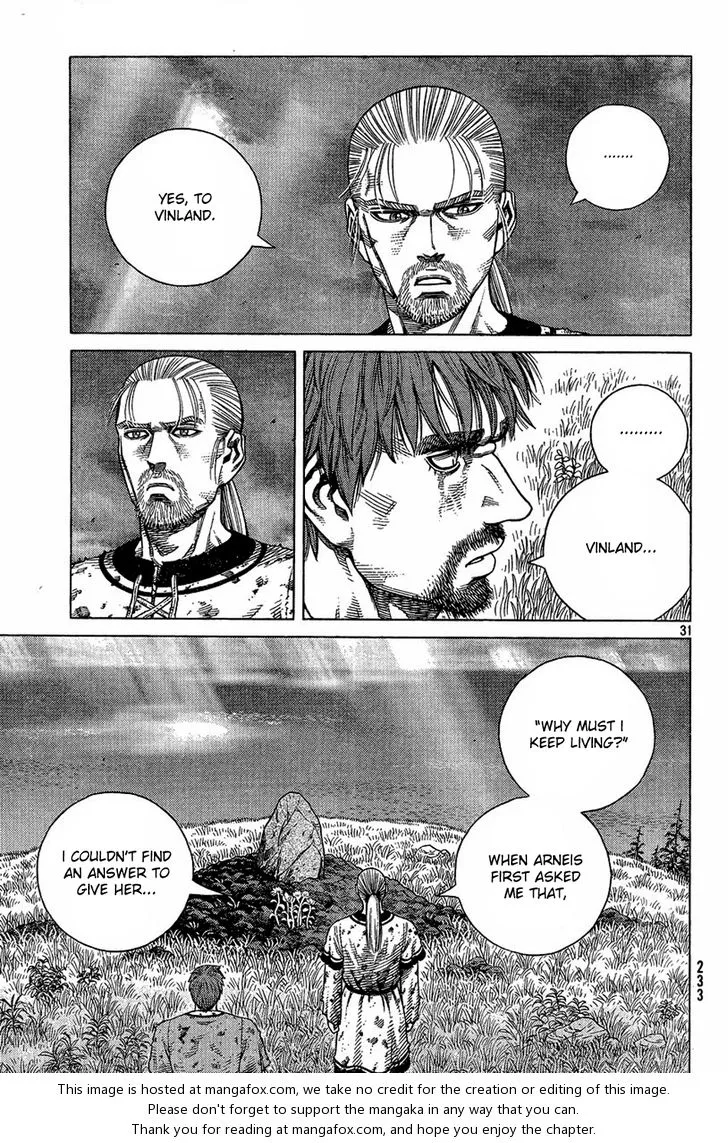 .......
YES, TO
VINLAND.
..........
VINLAND...
31
"WHY MUST I
KEEP LIVING?"
WHEN ARNEIS
FIRST ASKED
ME THAT,
I COULDN'T FIND
AN ANSWER TO
GIVE HER...
233
This image is hosted at mangafox.com, we take no credit for the creation or editing of this image.
Please don't forget to support the mangaka in any way that you can.
Thank you for reading at mangafox.com, and hope you enjoy the chapter.